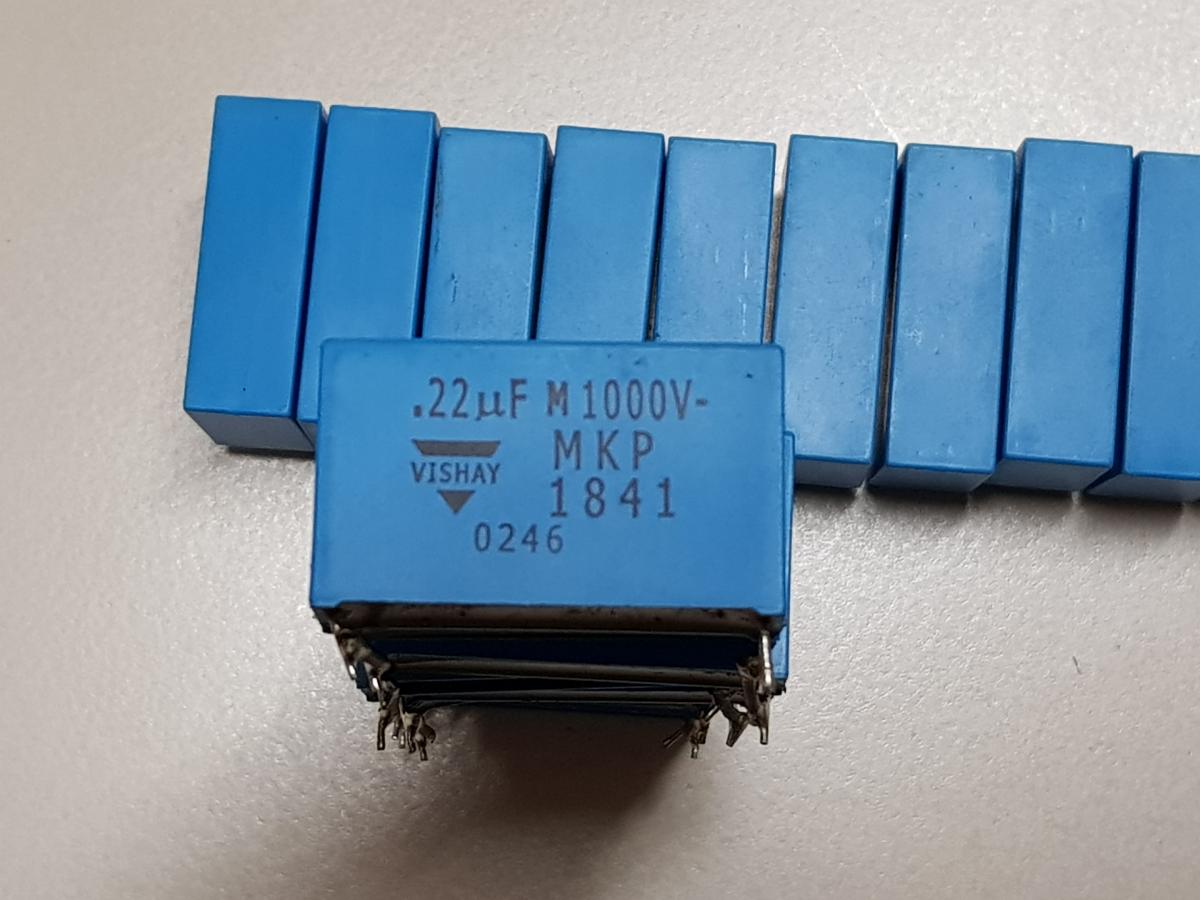 .22µF M 1000V-
VISHAY
MKP
1841
0246